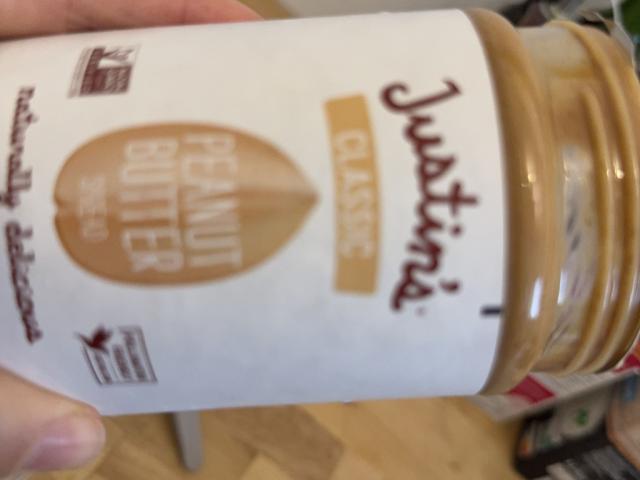 Justin's
CLASSIC
PEANUT
BUTTER
SPREAD
naturally delicious